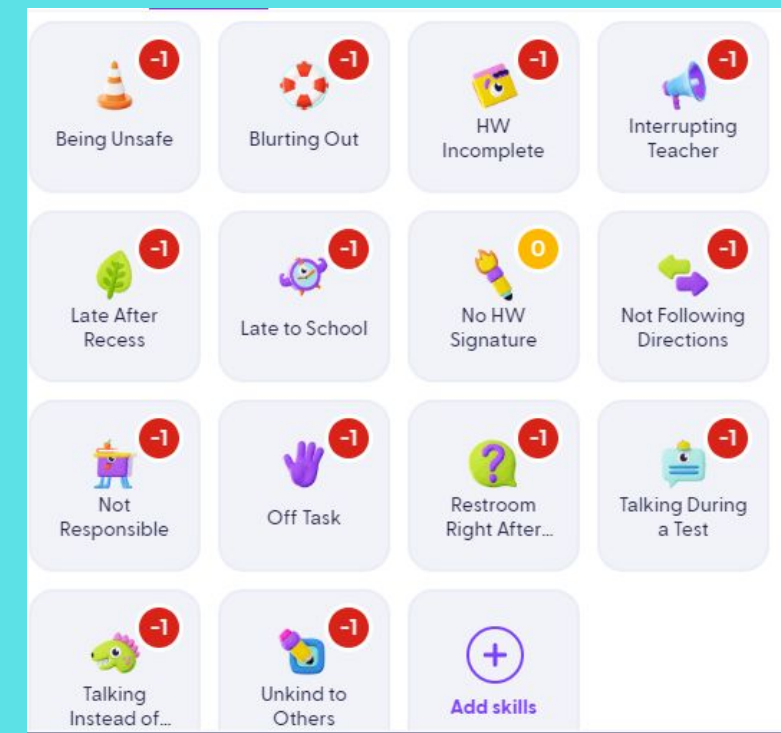 -1
Being Unsafe
-1
Blurting Out
-1
HW
Incomplete
-1
Interrupting
Teacher
-1
Late After
Recess
-1
Late to School
0
No HW
Signature
-1
Not Following
Directions
-1
Not
Responsible
-1
Off Task
-1
Restroom
Right After...
-1
Talking During
a Test
-1
Talking
Instead of...
-1
Unkind to
Others
Add skills